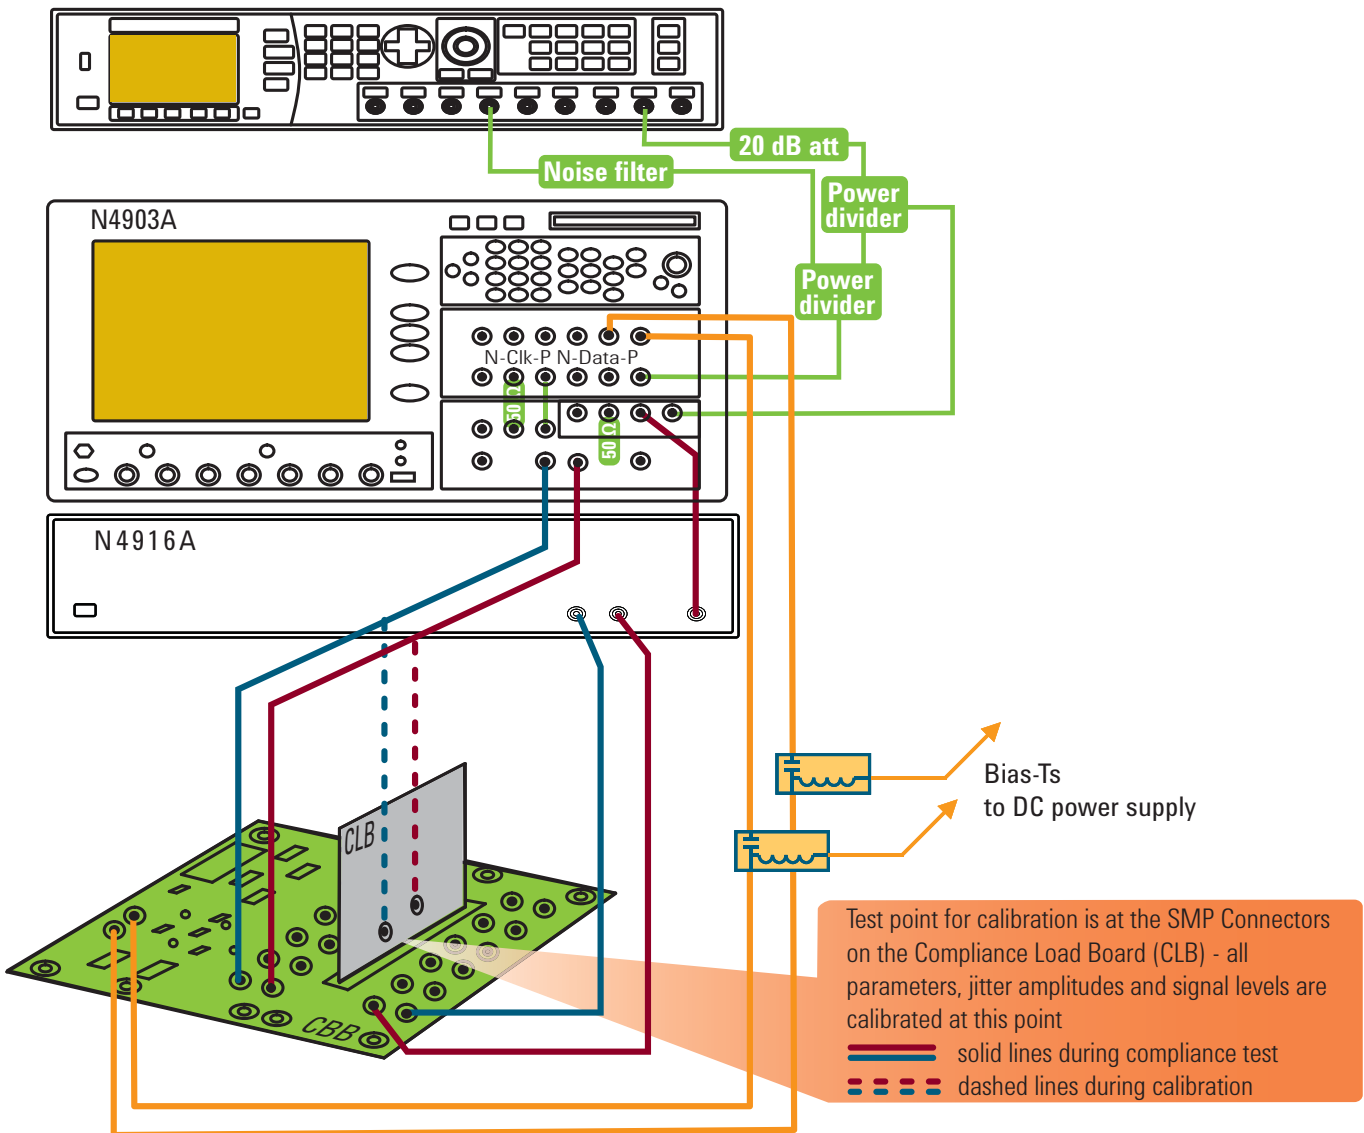 20 dB att
Noise filter
Power
divider
N4903A
Power
divider
N-Clk-P N-Data-P
50 Ω
50 Ω
N4916A
Bias-Ts
to DC power supply
CLB
CBB
Test point for calibration is at the SMP Connectors
on the Compliance Load Board (CLB) - all
parameters, jitter amplitudes and signal levels are
calibrated at this point
solid lines during compliance test
dashed lines during calibration